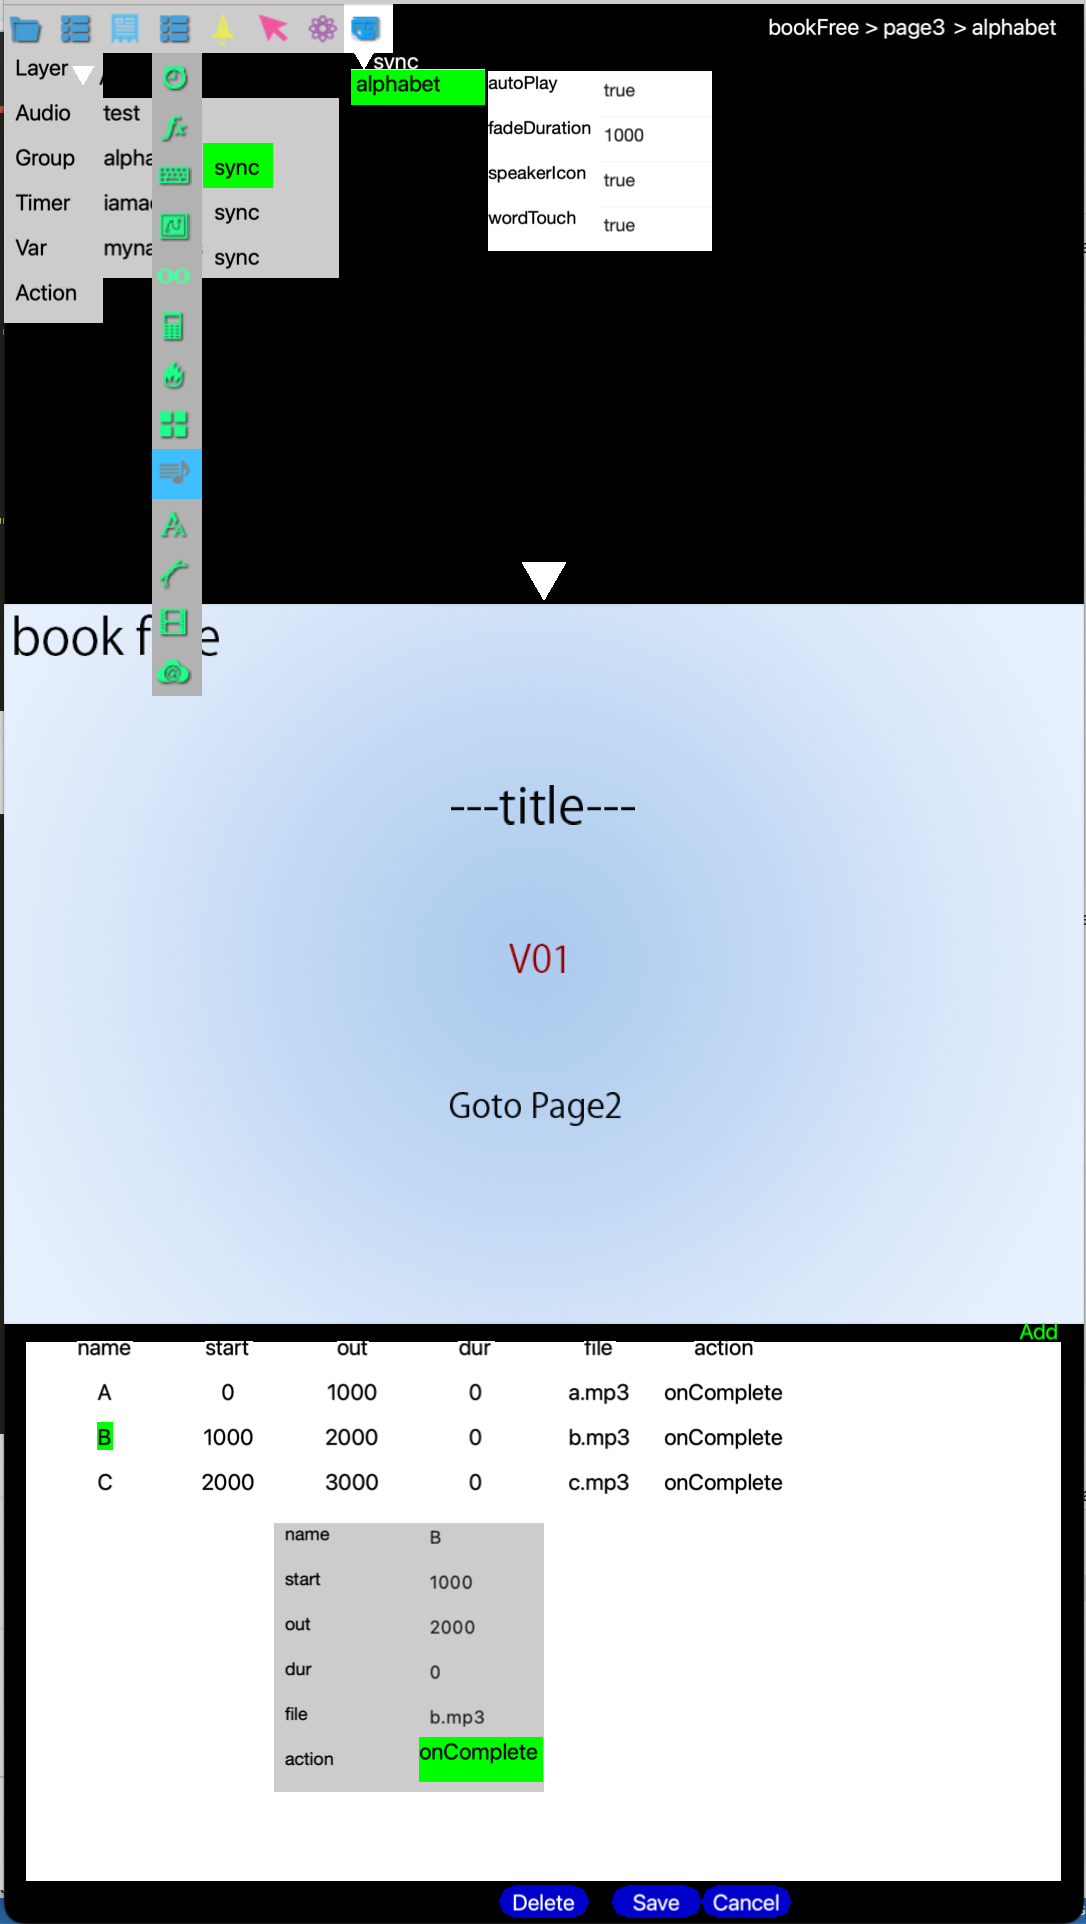 bookFree > page3 > alphabet
sync
Layer
alphabet
autoPlay true
Audio test
fadeDuration 1000
Group alpha sync
speakerIcon true
Timer iama sync
wordTouch true
Var myna sync
Action
book f e
---title---
V01
Goto Page2
Add
name start out dur file action
A 0 1000 0 a.mp3 onComplete
B 1000 2000 0 b.mp3 onComplete
C 2000 3000 0 c.mp3 onComplete
name B
start 1000
out 2000
dur 0
file b.mp3
action onComplete
Delete Save Cancel